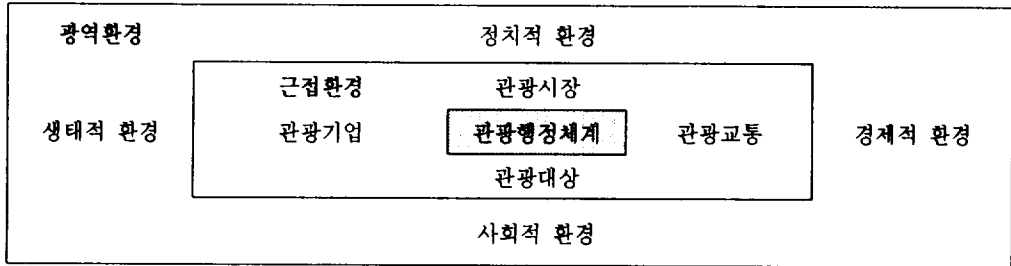 광역환경 정치적 환경
근접환경 관광시장
생태적 환경 관광기업 관광행정체계 관광교통 경제적 환경
관광대상
사회적 환경